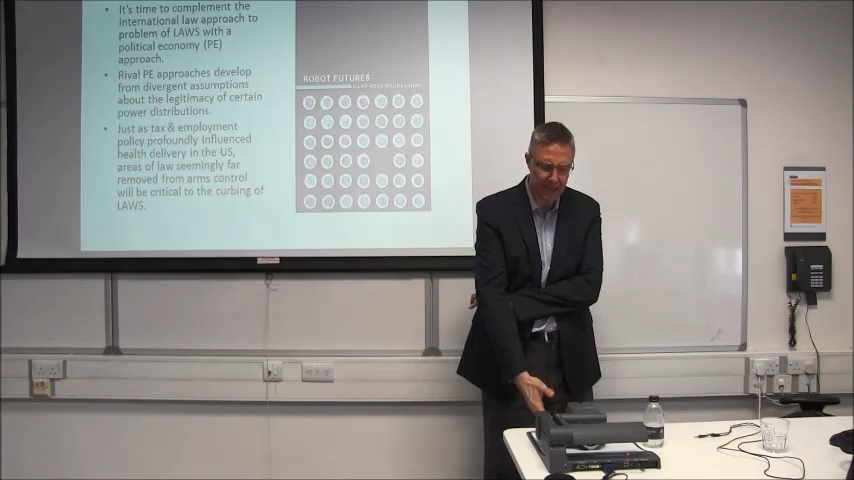 • It's time to complement the
international law approach to
problem of LAWS with a
political economy (PE)
approach.
• Rival PE approaches develop
from divergent assumptions
about the legitimacy of certain
power distributions.
• Just as tax & employment
policy profoundly influenced
health delivery in the US,
areas of law seemingly far
removed from arms control
will be critical to the curbing of
LAWS.
ROBOT FUTURES
ILLAH REZA NOURBAKHSH